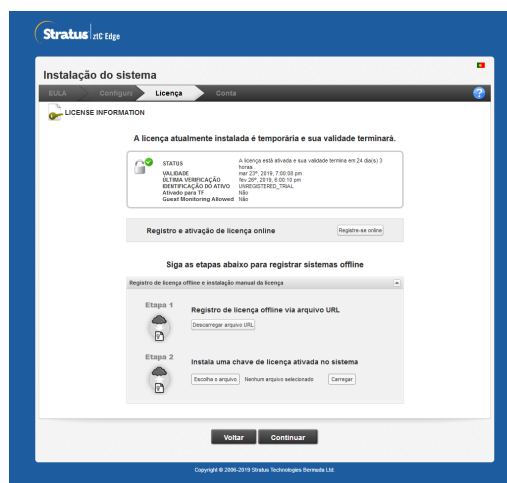 Stratus ztC Edge
Instalação do sistema
EULA Configurı Licença Conta ?
LICENSE INFORMATION
A licença atualmente instalada é temporária e sua validade terminará.
STATUS A licença está ativada e sua validade termina em 24 dia(s) 3 horas
VALIDADE mar 23º, 2019, 7:00:08 pm
ÚLTIMA VERIFICAÇÃO fev 28º, 2019, 6:00:10 pm
IDENTIFICAÇÃO DO ATIVO UNREGISTERED_TRIAL
Ativado para TF Não
Guest Monitoring Allowed Não
Registro e ativação de licença online Registre-se online
Siga as etapas abaixo para registrar sistemas offline
Registro de licença offline e instalação manual da licença
Etapa 1
Registro de licença offline via arquivo URL
Descarregar arquivo URL
Etapa 2
Instala uma chave de licença ativada no sistema
Escolha o arquivo Nenhum arquivo selecionado Carregar
Voltar Continuar
Copyright © 2006-2019 Stratus Technologies Bermuda Ltd.